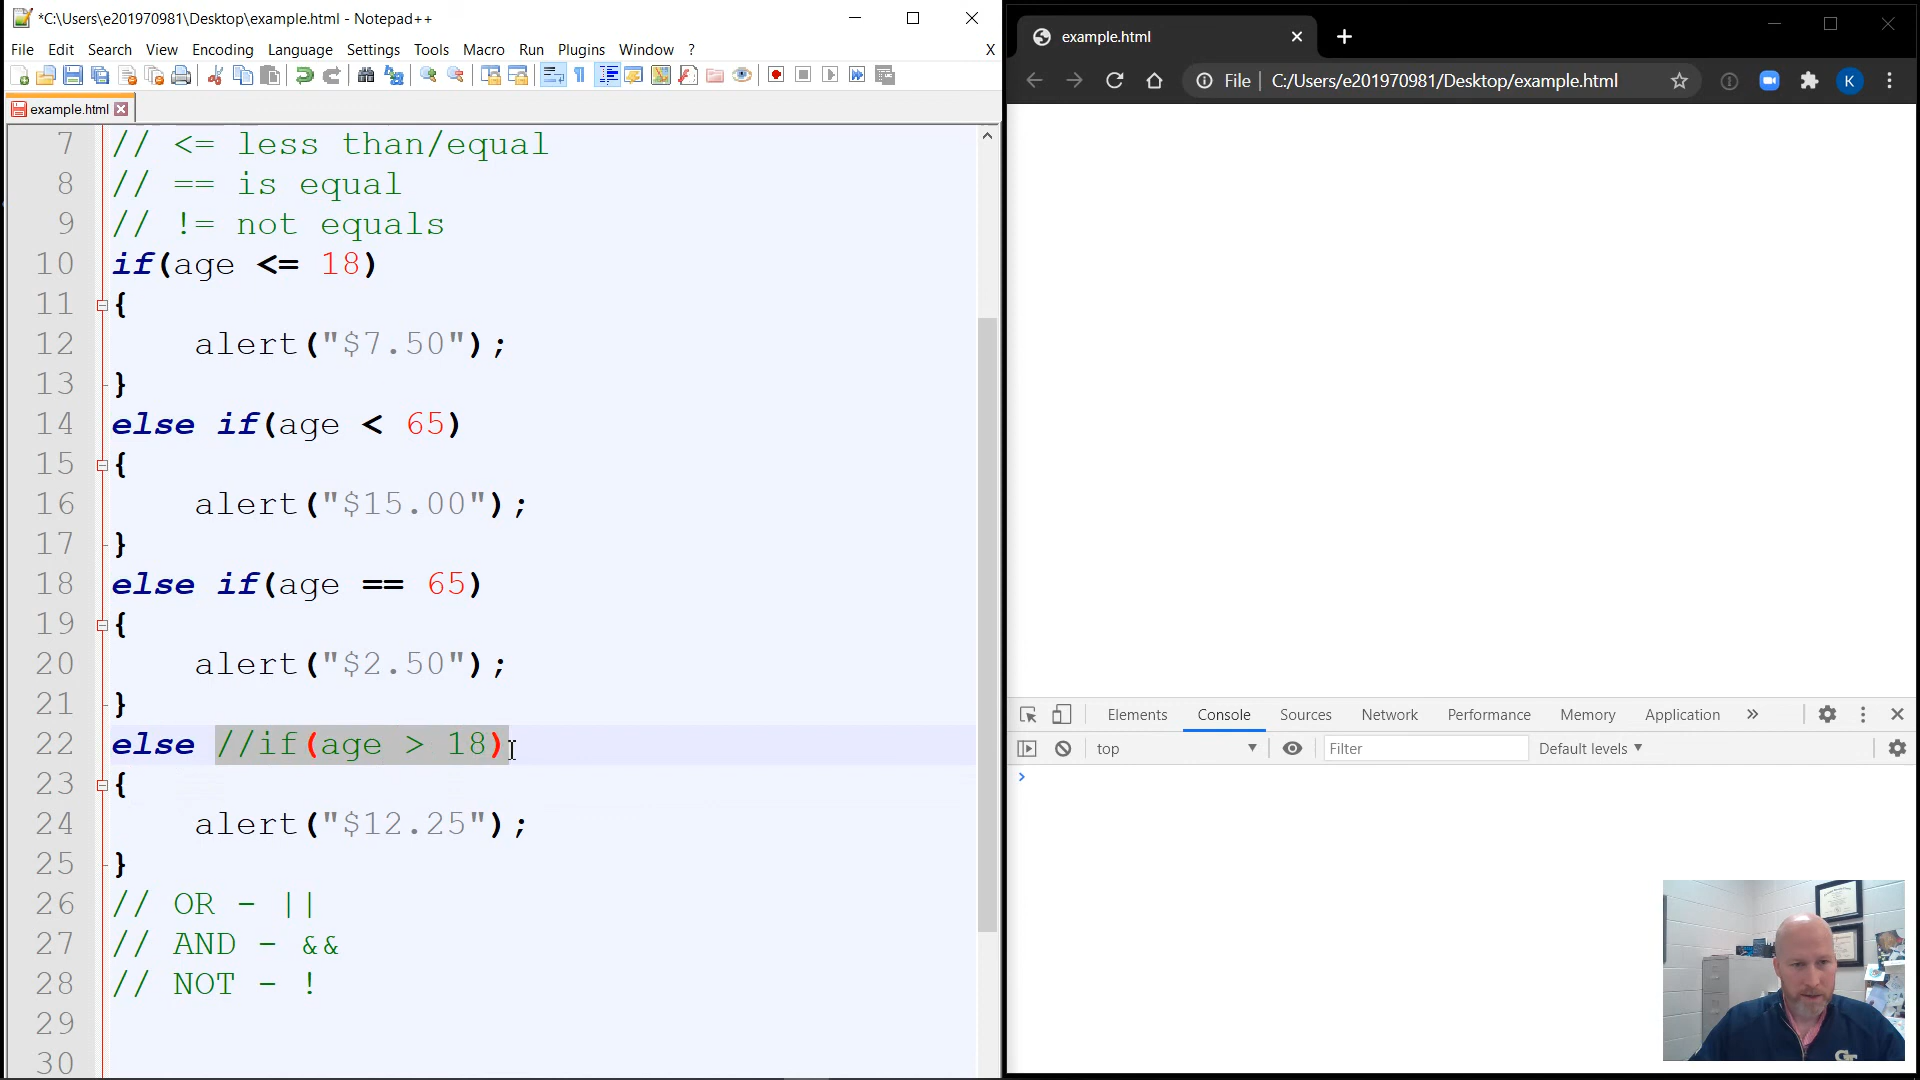 *C:\Users\e201970981\Desktop\example.html - Notepad++
File Edit Search View Encoding Language Settings Tools Macro Run Plugins Window ? X
example.html
7 // <= less than/equal
8 // == is equal
9 // != not equals
10 if(age <= 18)
11 {
12 alert("$7.50");
13 }
14 else if(age < 65)
15 {
16 alert("$15.00");
17 }
18 else if(age == 65)
19 {
20 alert("$2.50");
21 }
22 else //if(age > 18)
23 {
24 alert("$12.25");
25 }
26 // OR - ||
27 // AND - &&
28 // NOT - !
29
30
example.html
File | C:/Users/e201970981/Desktop/example.html
K
Elements Console Sources Network Performance Memory Application »
top Filter Default levels
GT